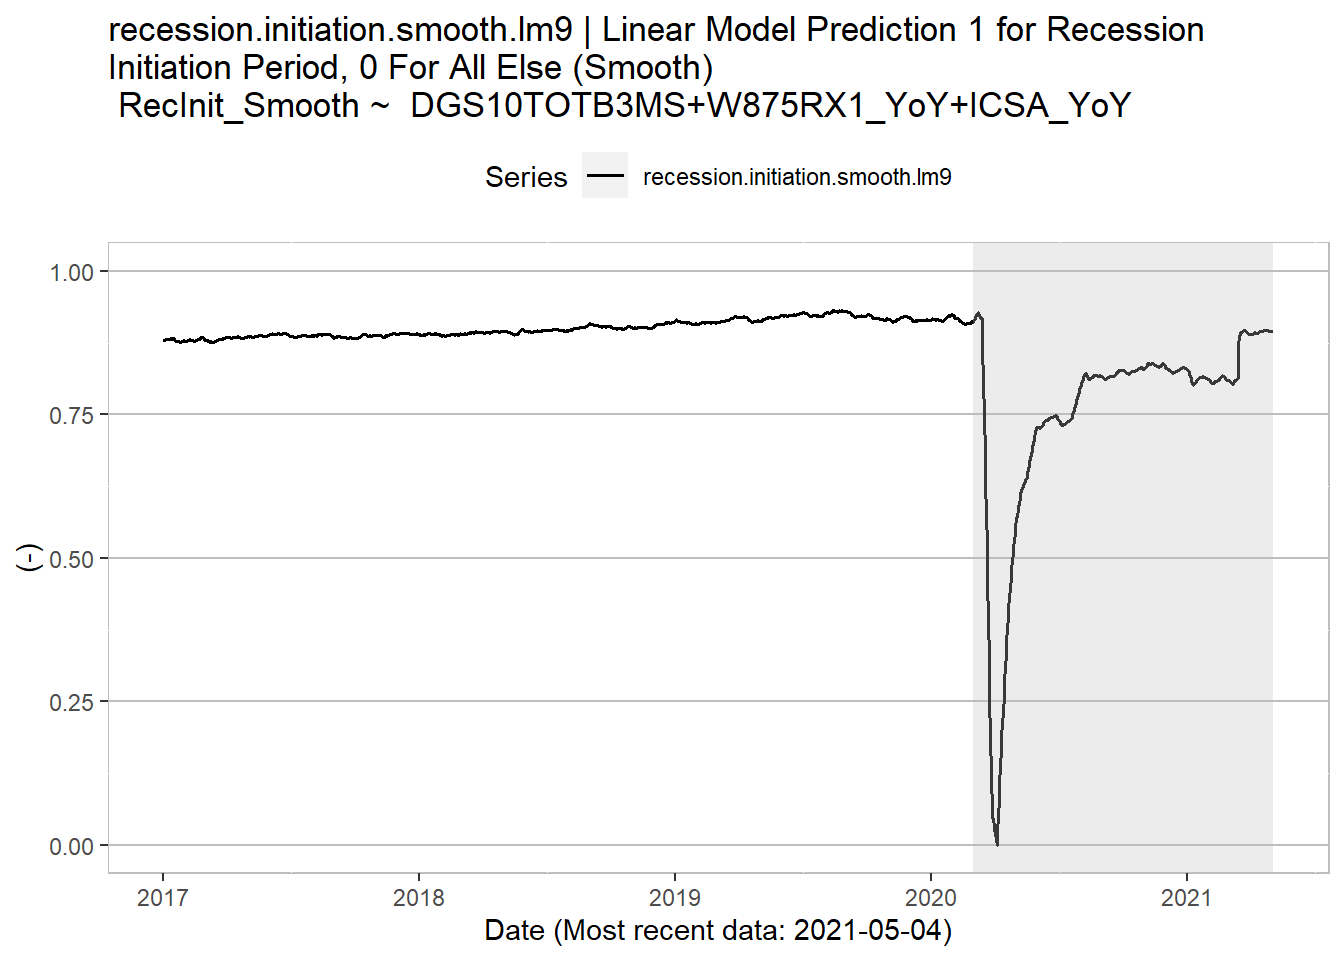 recession.initiation.smooth.lm9 | Linear Model Prediction 1 for Recession
Initiation Period, 0 For All Else (Smooth)
RecInit_Smooth ~  DGS10TOTB3MS+W875RX1_YoY+ICSA_YoY
Series
recession.initiation.smooth.lm9
(-)
1.00
0.75
0.50
0.25
0.00
2017
2018
2019
2020
2021
Date (Most recent data: 2021-05-04)